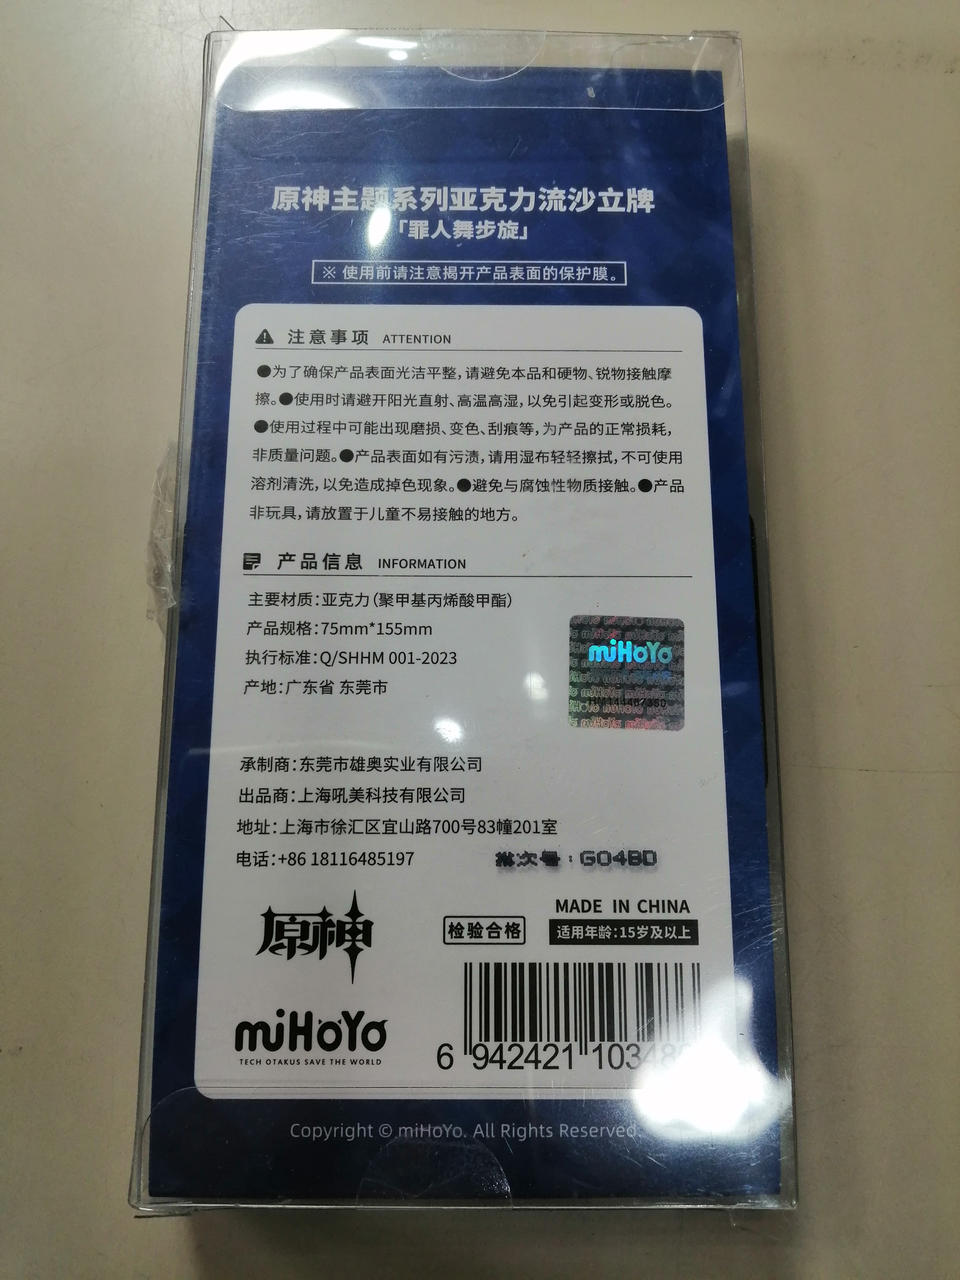 原神主题系列亚克力流沙立牌
「罪人舞步旋」
※ 使用前请注意揭开产品表面的保护膜。
注意事项 ATTENTION
●为了确保产品表面光洁平整,请避免本品和硬物、锐物接触摩
擦。●使用时请避开阳光直射、高温高湿,以免引起变形或脱色。
●使用过程中可能出现磨损、变色、刮痕等,为产品的正常损耗,
非质量问题。●产品表面如有污渍,请用湿布轻轻擦拭,不可使用
溶剂清洗,以免造成掉色现象。●避免与腐蚀性物质接触。●产品
非玩具,请放置于儿童不易接触的地方。
产品信息 INFORMATION
主要材质:亚克力(聚甲基丙烯酸甲酯)
产品规格:75mm*155mm
执行标准:Q/SHHM 001-2023
产地:广东省 东莞市
miHoYo
承制商:东莞市雄奥实业有限公司
出品商:上海吼美科技有限公司
地址:上海市徐汇区宜山路700号83幢201室
电话:+86 18116485197
批次号:G04BD
原神
检验合格
MADE IN CHINA
适用年龄:15岁及以上
miHoYo
TECH OTAKUS SAVE THE WORLD
6 942421 10348
Copyright © miHoYo. All Rights Reserved.